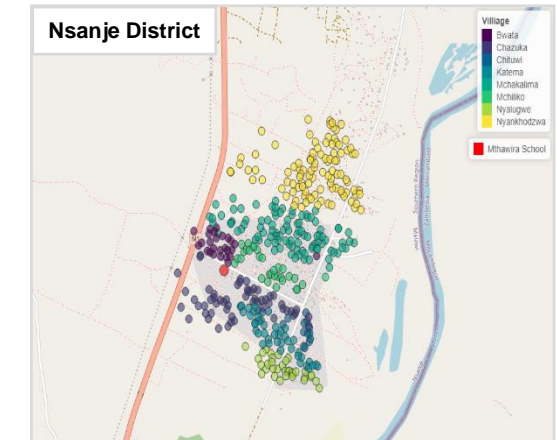 Nsanje District
Village
Bwata
Chazuka
Chituwi
Katema
Mchakalima
Mchiliko
Nyalugwe
Nyankhodzwa
Mthawira School